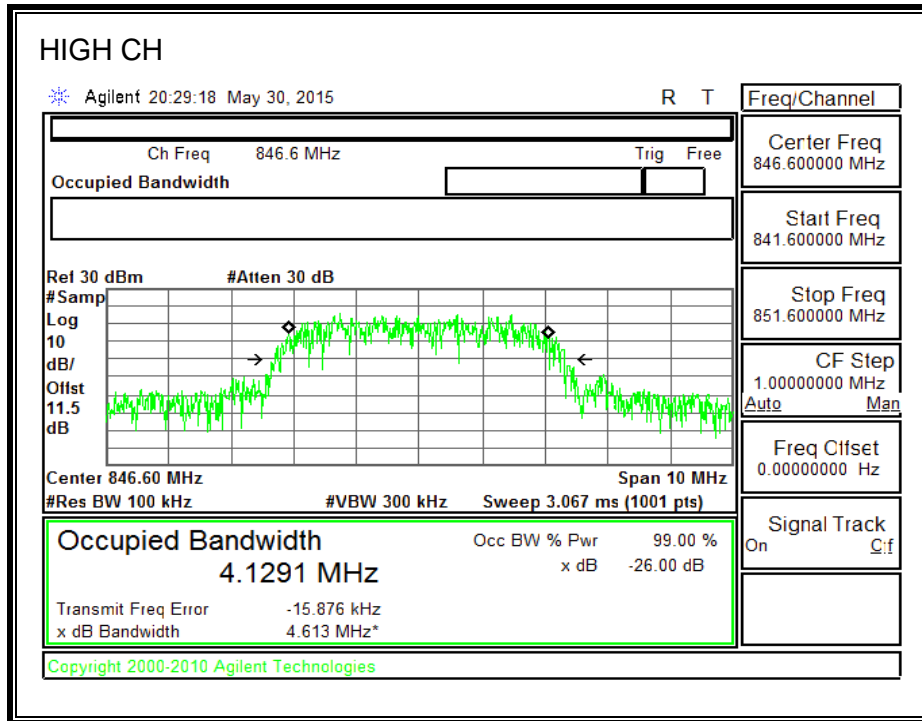 HIGH CH
Agilent 20:29:18 May 30, 2015 R T
Freq/Channel
Ch Freq 846.6 MHz Trig Free
Occupied Bandwidth
Center Freq
846.600000 MHz
Start Freq
841.600000 MHz
Stop Freq
851.600000 MHz
CF Step
1.00000000 MHz
Auto Man
Freq Offset
0.00000000 Hz
Signal Track
On Off
Ref 30 dBm #Atten 30 dB
#Samp
Log
10
dB/
Offst
11.5
dB
Center 846.60 MHz Span 10 MHz
#Res BW 100 kHz #VBW 300 kHz Sweep 3.067 ms (1001 pts)
Occupied Bandwidth Occ BW % Pwr 99.00 %
4.1291 MHz x dB -26.00 dB
Transmit Freq Error -15.876 kHz
x dB Bandwidth 4.613 MHz*
Copyright 2000-2010 Agilent Technologies